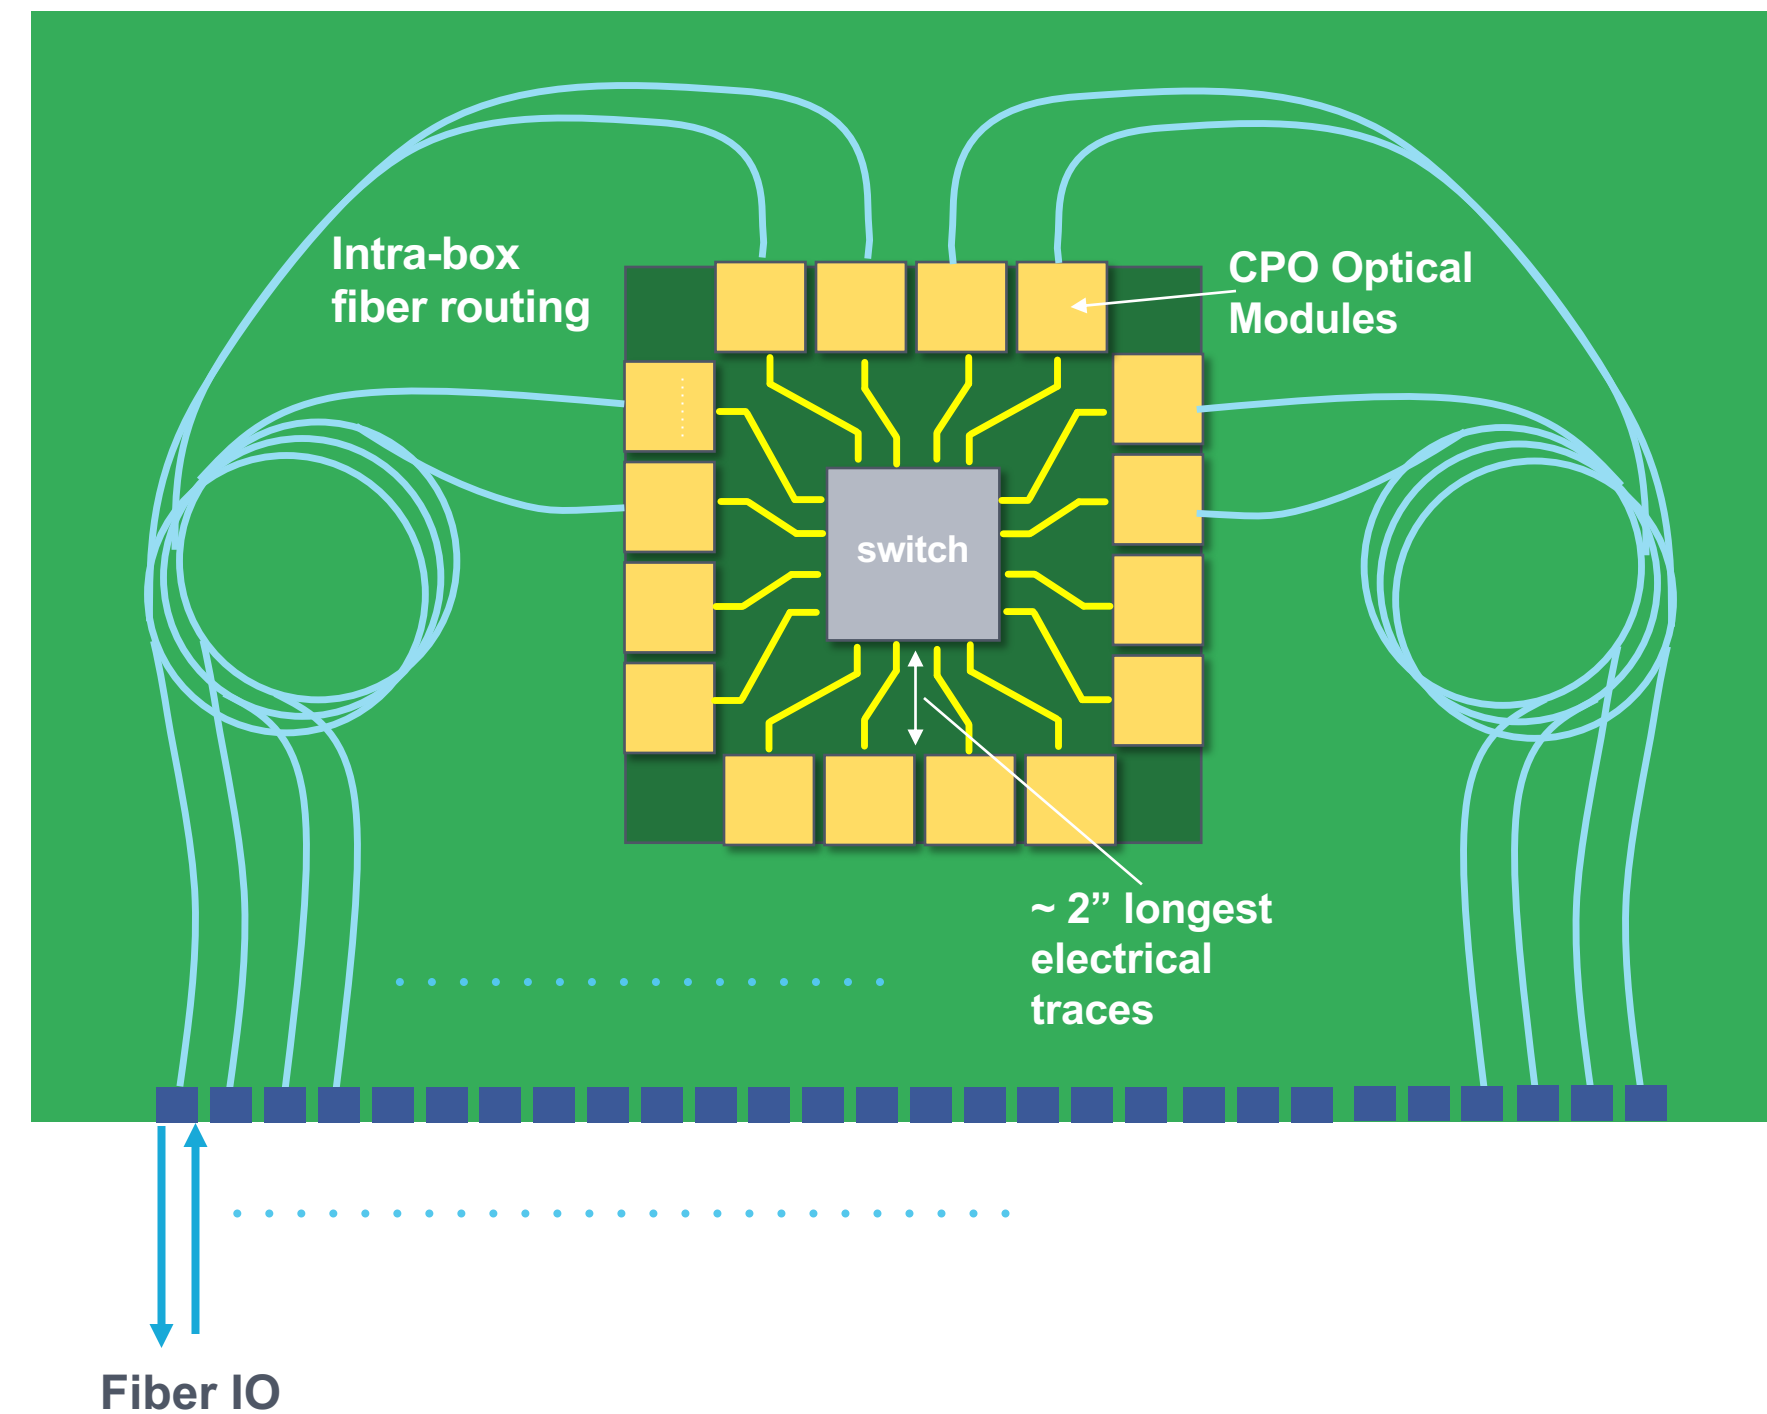 Intra-box
fiber routing
CPO Optical
Modules
switch
~ 2” longest
electrical
traces
Fiber IO